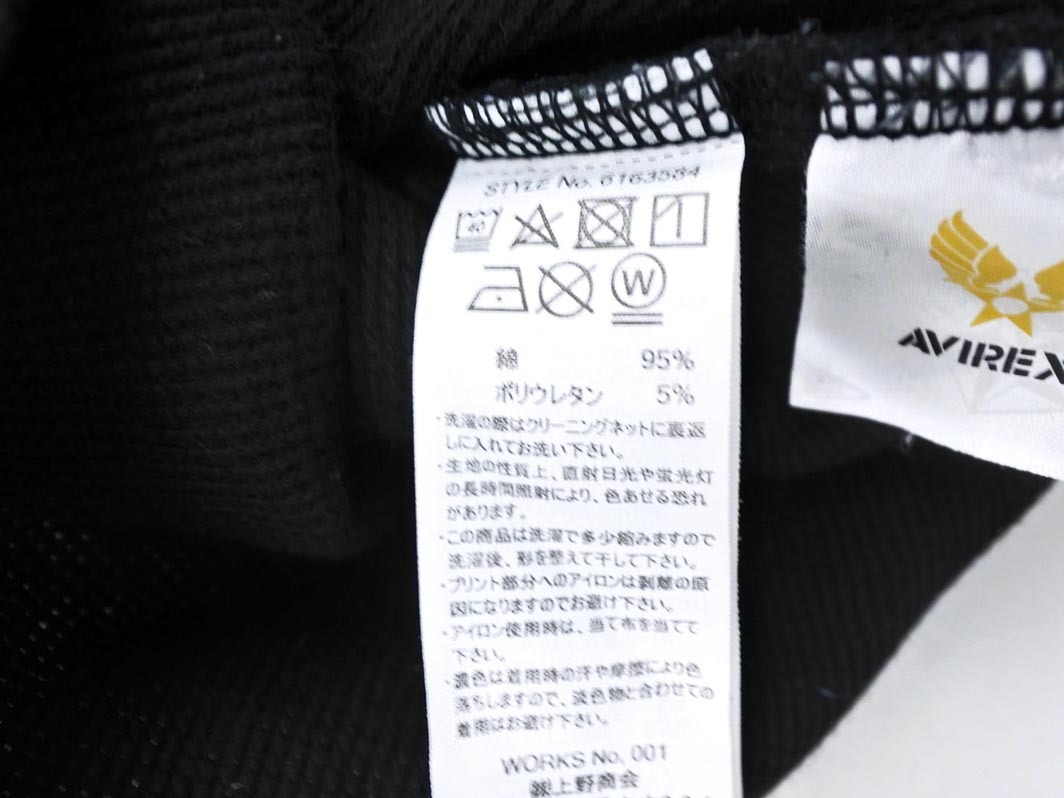 STYLE No. 6163584
40
W
綿 95%
ポリウレタン 5%
・洗濯の際はクリーニングネットに裏返
しに入れてお洗い下さい。
・生地の性質上、直射日光や蛍光灯
の長時間照射により、色あせる恐れ
があります。
・この商品は洗濯で多少縮みますので
洗濯後、形を整えて干して下さい。
・プリント部分へのアイロンは剥離の原
因になりますのでお避け下さい。
・アイロン使用時は、当て布を当てて
下さい。
・濃色は着用時の汗や摩擦により色
落ちしますので、淡色物と合わせての
着用はお避け下さい。
WORKS No. 001
㈱上野商会
AVIREX